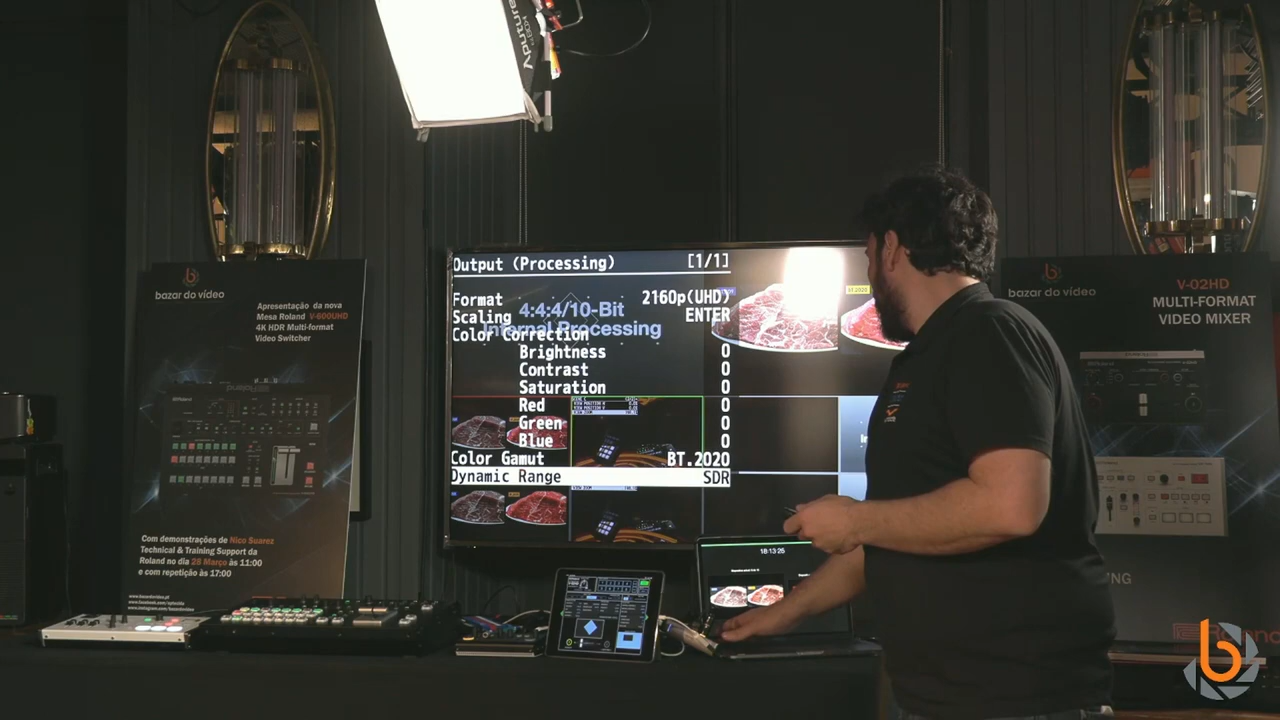 Aputure
bazar do vídeo
Apresentação da nova
Mesa Roland V-600UHD
4K HDR Multi-format
Video Switcher
Com demonstrações de Nico Suarez
Technical & Training Support da
Roland no dia 28 Março às 11:00
e com repetição às 17:00
Output (Processing) [1/1]
Format 2160p(UHD)
Scaling ENTER
4:4:4/10-Bit
Internal Processing
Color Correction
Brightness 0
Contrast 0
Saturation 0
Red 0
Green 0
Blue 0
Color Gamut BT.2020
Dynamic Range SDR
BT.2020
18:13:25
bazar do vídeo
V-02HD
MULTI-FORMAT
VIDEO MIXER
Roland
b